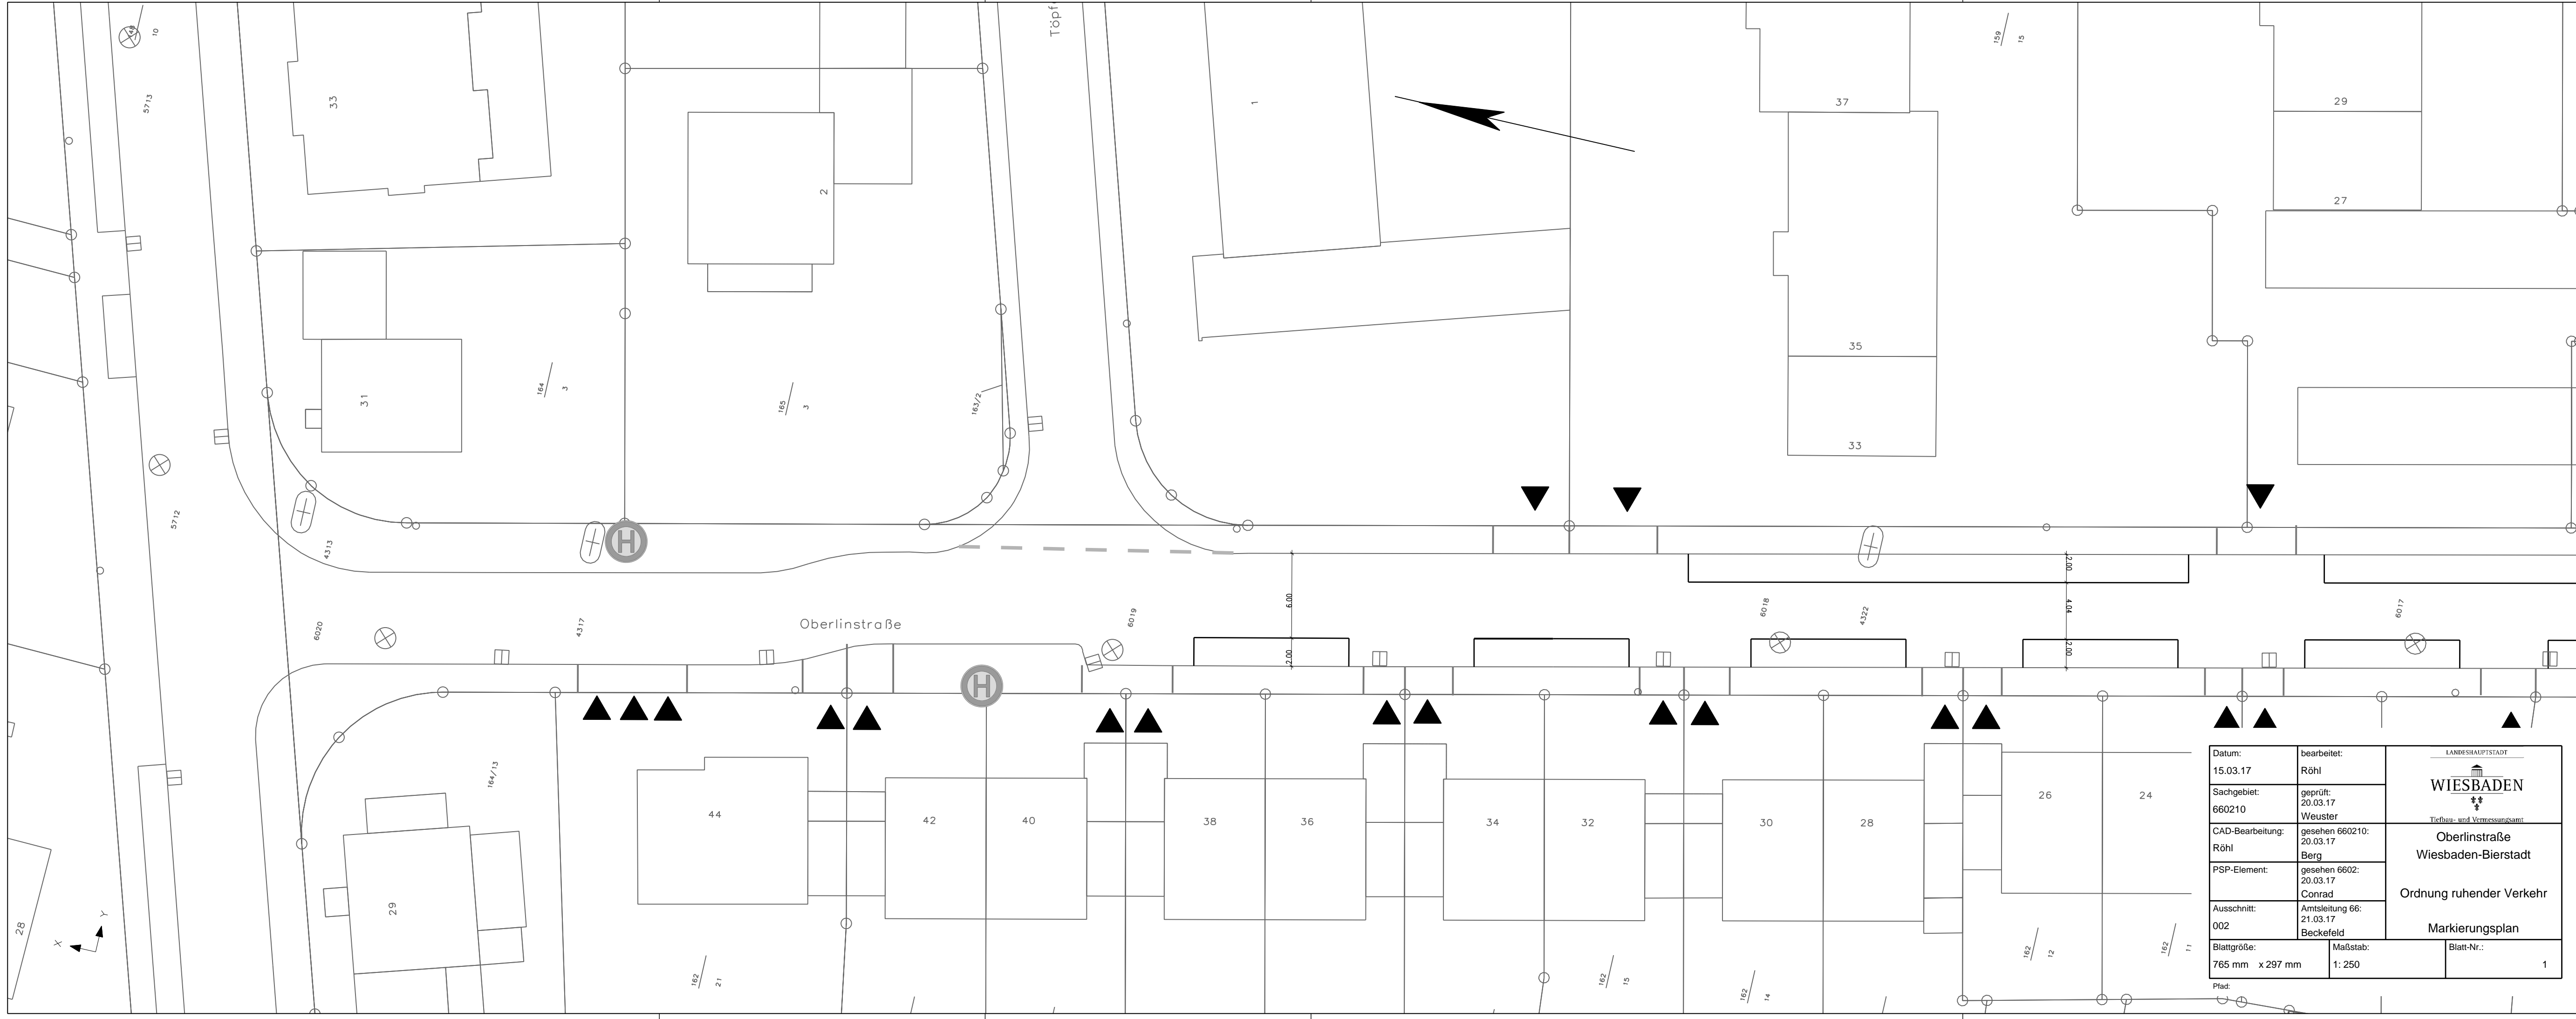 Töpf
48
10
5713
33
2
1
37
159
15
29
27
31
164
3
165
3
163/2
35
33
5712
4313
H
6020
4317
Oberlinstraße
6019
6.00
2.00
6018
4322
2.00
4.04
2.00
6017
H
164/13
44
42
40
38
36
34
32
30
28
26
24
29
28
X
Y
162
21
162
15
162
14
162
12
162
11
Datum:
15.03.17
bearbeitet:
Röhl
LANDESHAUPTSTADT
WIESBADEN
Tiefbau- und Vermessungsamt
Sachgebiet:
660210
geprüft:
20.03.17
Weuster
CAD-Bearbeitung:
Röhl
gesehen 660210:
20.03.17
Berg
Oberlinstraße
Wiesbaden-Bierstadt
PSP-Element:
gesehen 6602:
20.03.17
Conrad
Ordnung ruhender Verkehr
Ausschnitt:
002
Amtsleitung 66:
21.03.17
Beckefeld
Markierungsplan
Blattgröße:
765 mm x 297 mm
Maßstab:
1: 250
Blatt-Nr.:
1
Pfad: